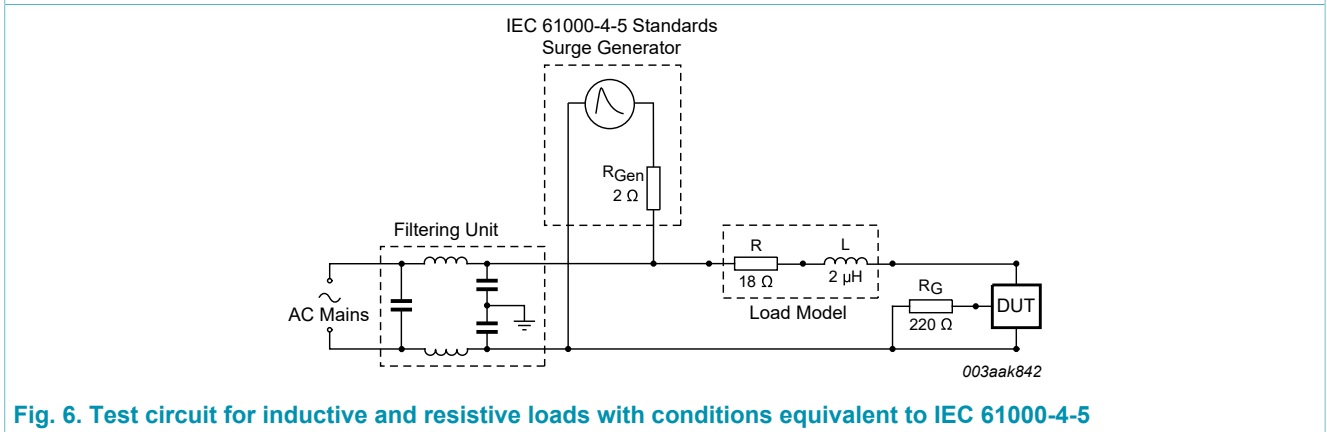 IEC 61000-4-5 Standards
Surge Generator
RGen
2 Ω
Filtering Unit
AC Mains
R
18 Ω
L
2 μH
Load Model
RG
220 Ω
DUT
003aak842
Fig. 6. Test circuit for inductive and resistive loads with conditions equivalent to IEC 61000-4-5